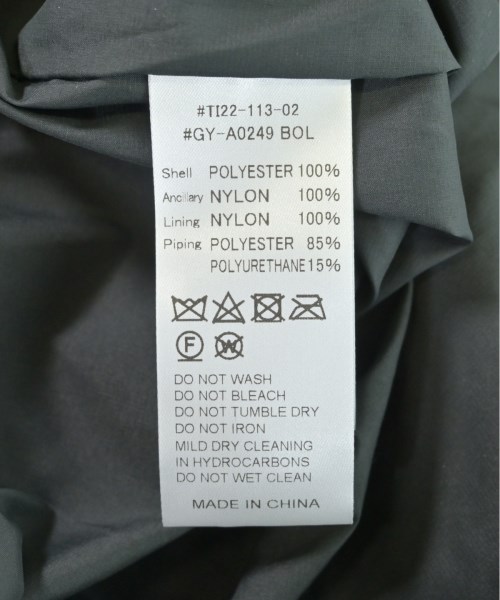 #TI22-113-02
#GY-A0249 BOL
Shell POLYESTER 100%
Ancillary NYLON 100%
Lining NYLON 100%
Piping POLYESTER 85%
POLYURETHANE 15%
F W
DO NOT WASH
DO NOT BLEACH
DO NOT TUMBLE DRY
DO NOT IRON
MILD DRY CLEANING
IN HYDROCARBONS
DO NOT WET CLEAN
MADE IN CHINA